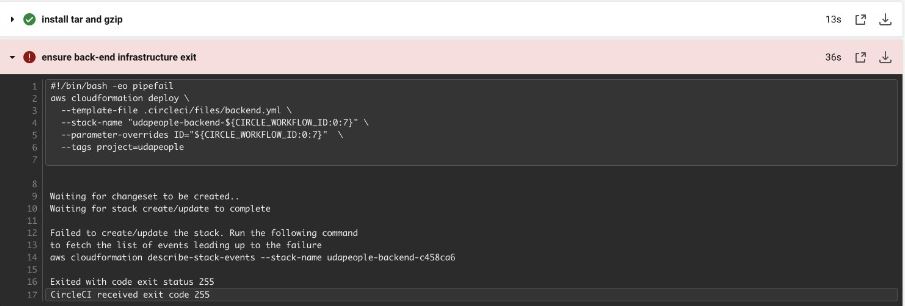 install tar and gzip
13s
ensure back-end infrastructure exit
36s
1 #!/bin/bash -eo pipefail
2 aws cloudformation deploy \
3 --template-file .circleci/files/backend.yml \
4 --stack-name "udapeople-backend-${CIRCLE_WORKFLOW_ID:0:7}" \
5 --parameter-overrides ID="${CIRCLE_WORKFLOW_ID:0:7}" \
6 --tags project=udapeople
7
8
9 Waiting for changeset to be created..
10 Waiting for stack create/update to complete
11
12 Failed to create/update the stack. Run the following command
13 to fetch the list of events leading up to the failure
14 aws cloudformation describe-stack-events --stack-name udapeople-backend-c458ca6
15
16 Exited with code exit status 255
17 CircleCI received exit code 255